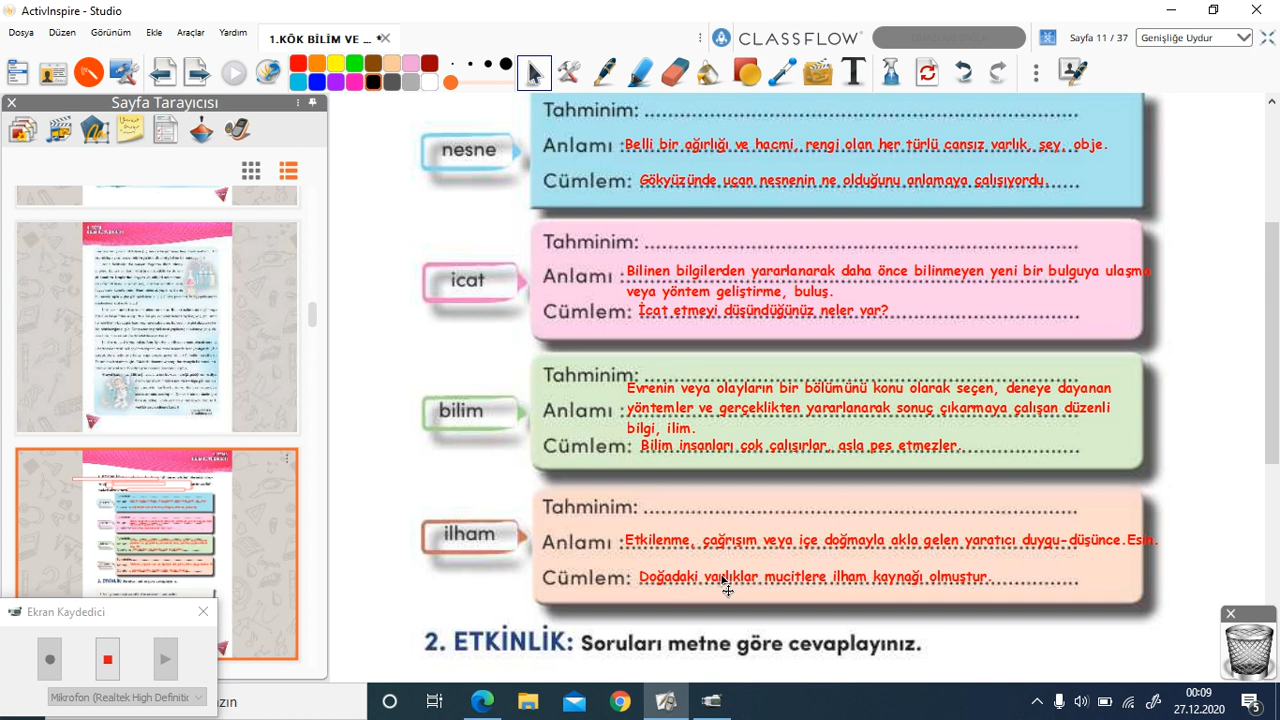 ActivInspire - Studio
Dosya Düzen Görünüm Ekle Araçlar Yardım
1.KÖK BİLİM VE ...
CLASSFLOW
Sayfa 11 / 37
Genişliğe Uydur
Sayfa Tarayıcısı
Tahminim:
nesne
Anlamı :Belli bir ağırlığı ve hacmi, rengi olan her türlü cansız varlık, şey, obje.
Cümlem: Gökyüzünde uçan nesnenin ne olduğunu anlamaya çalışıyordu.
Tahminim:
icat
Anlamı :Bilinen bilgilerden yararlanarak daha önce bilinmeyen yeni bir bulguya ulaşma
veya yöntem geliştirme, buluş.
Cümlem: İcat etmeyi düşündüğünüz neler var?
Tahminim:
Evrenin veya olayların bir bölümünü konu olarak seçen, deneye dayanan
bilim
Anlamı :yöntemler ve gerçeklikten yararlanarak sonuç çıkarmaya çalışan düzenli
bilgi, ilim.
Cümlem: Bilim insanları çok çalışırlar, asla pes etmezler.
Tahminim:
ilham
Anlamı :Etkilenme, çağrışım veya içe doğmayla akla gelen yaratıcı duygu-düşünce.Esin.
Cümlem: Doğadaki varlıklar mucitlere ilham kaynağı olmuştur.
2. ETKİNLİK: Soruları metne göre cevaplayınız.
Ekran Kaydedici
Mikrofon (Realtek High Definitic
zın
00:09
27.12.2020
5